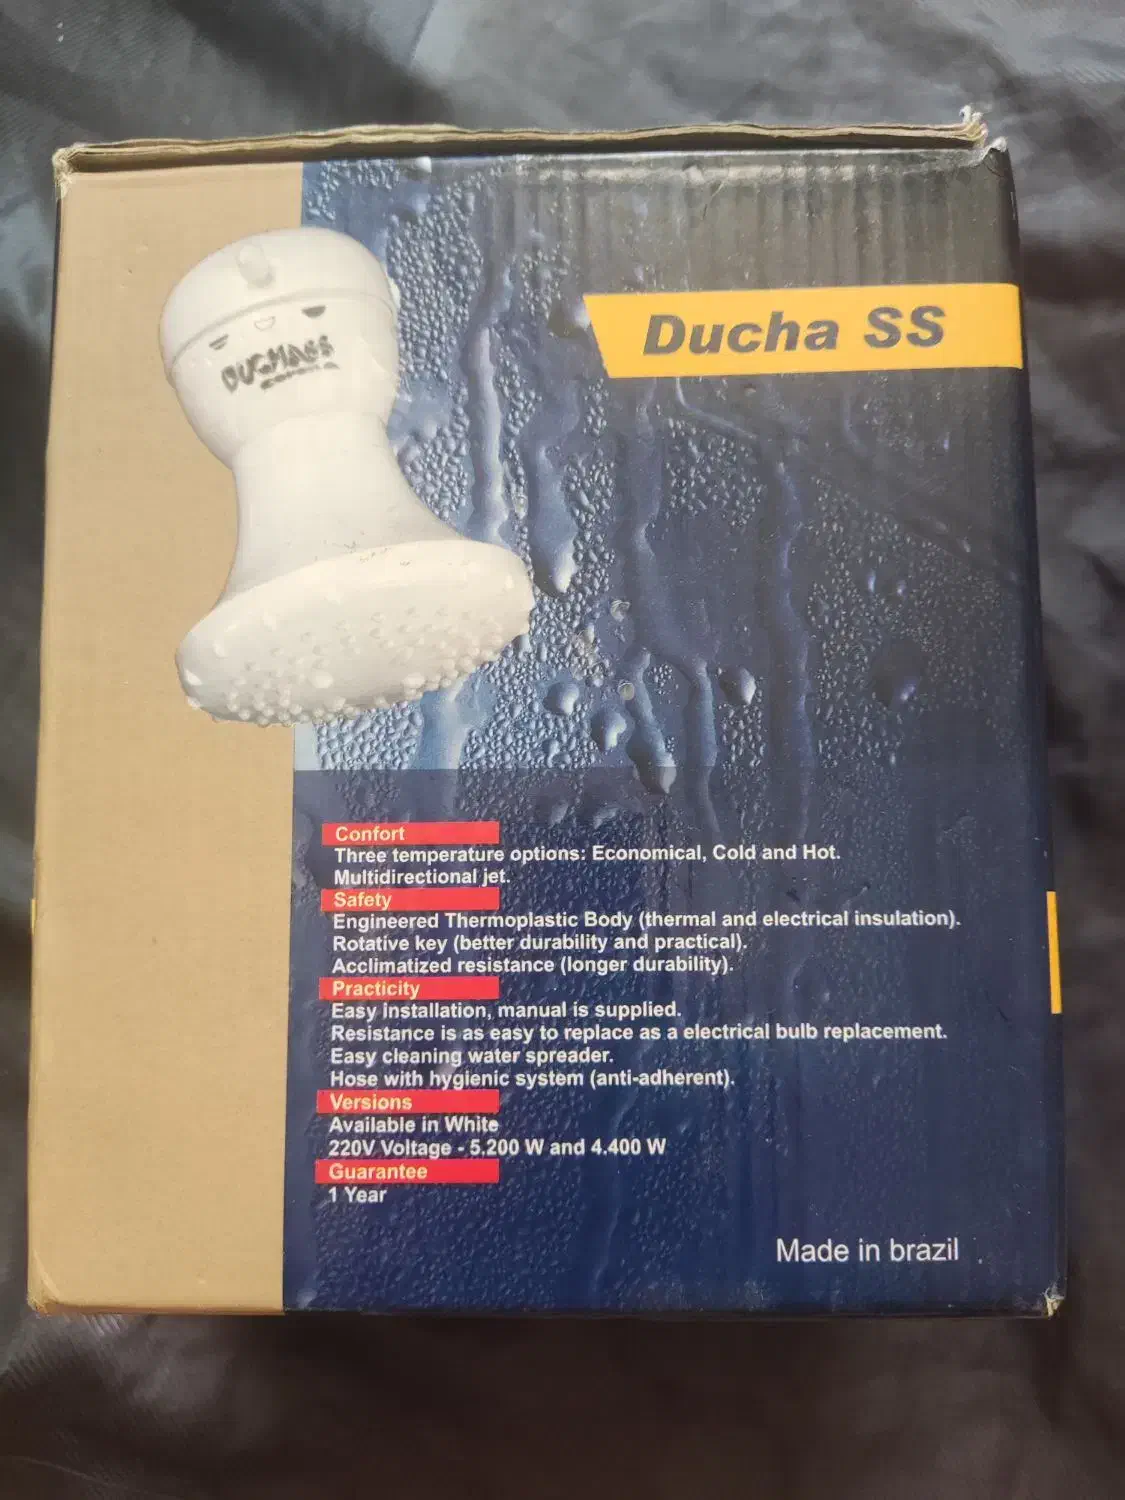 Ducha SS
DUCHASS
Confort
Three temperature options: Economical, Cold and Hot.
Multidirectional jet.
Safety
Engineered Thermoplastic Body (thermal and electrical insulation).
Rotative key (better durability and practical).
Acclimatized resistance (longer durability).
Practicity
Easy installation, manual is supplied.
Resistance is as easy to replace as a electrical bulb replacement.
Easy cleaning water spreader.
Hose with hygienic system (anti-adherent).
Versions
Available in White
220V Voltage - 5.200 W and 4.400 W
Guarantee
1 Year
Made in brazil